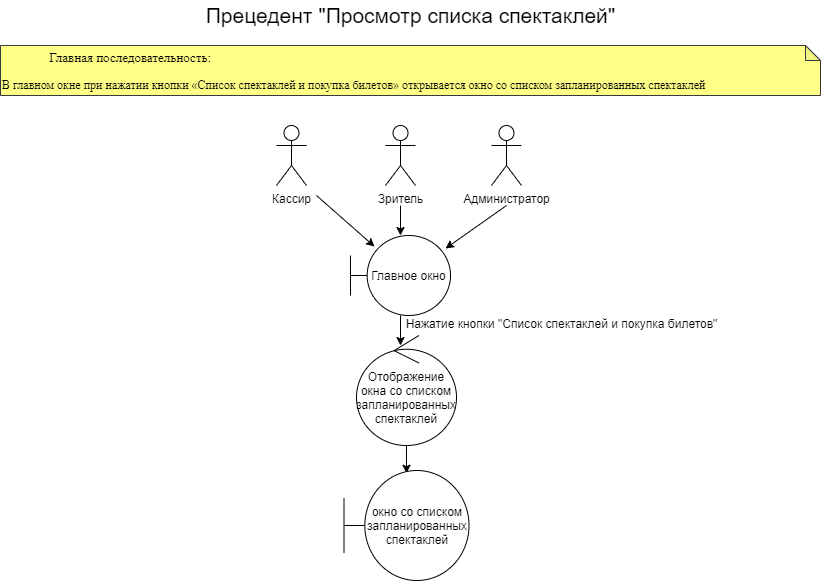 Прецедент "Просмотр списка спектаклей"
Главная последовательность:
В главном окне при нажатии кнопки «Список спектаклей и покупка билетов» открывается окно со списком запланированных спектаклей
Кассир
Зритель
Администратор
Главное окно
Нажатие кнопки "Список спектаклей и покупка билетов"
Отображение
окна со списком
запланированных
спектаклей
окно со списком
запланированных
спектаклей